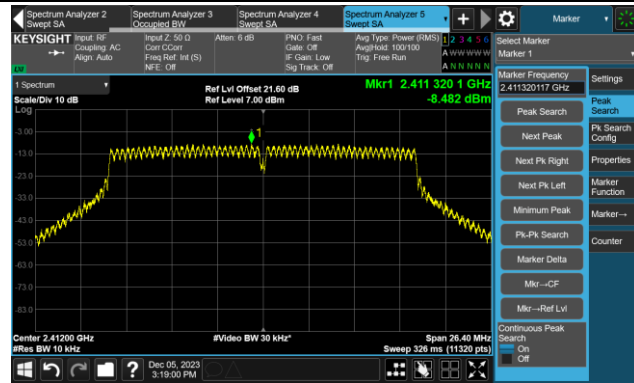 Spectrum Analyzer 2
Swept SA
Spectrum Analyzer 3
Occupied BW
Spectrum Analyzer 4
Swept SA
Spectrum Analyzer 5
Swept SA
Marker
KEYSIGHT
Input: RF
Coupling: AC
Align: Auto
Input Z: 50 Ω
Corr CCorr
Freq Ref: Int (S)
NFE: Off
Atten: 6 dB
PNO: Fast
Gate: Off
IF Gain: Low
Sig Track: Off
Avg Type: Power (RMS)
Avg|Hold: 100/100
Trig: Free Run
1 2 3 4 5 6
A W W W W W
A N N N N N
Select Marker
Marker 1
1 Spectrum
Scale/Div 10 dB
Log
Ref Lvl Offset 21.60 dB
Ref Level 7.00 dBm
Mkr1 2.411 320 1 GHz
-8.482 dBm
1
-3.00
-13.0
-23.0
-33.0
-43.0
-53.0
-63.0
-73.0
-83.0
Center 2.41200 GHz
#Res BW 10 kHz
#Video BW 30 kHz*
Span 26.40 MHz
Sweep 326 ms (11320 pts)
Marker Frequency
2.411320117 GHz
Peak Search
Next Peak
Next Pk Right
Next Pk Left
Minimum Peak
Pk-Pk Search
Marker Delta
Mkr→CF
Mkr→Ref Lvl
Continuous Peak
Search
On
Off
Settings
Peak
Search
Pk Search
Config
Properties
Marker
Function
Marker→
Counter
?
Dec 05, 2023
3:19:00 PM